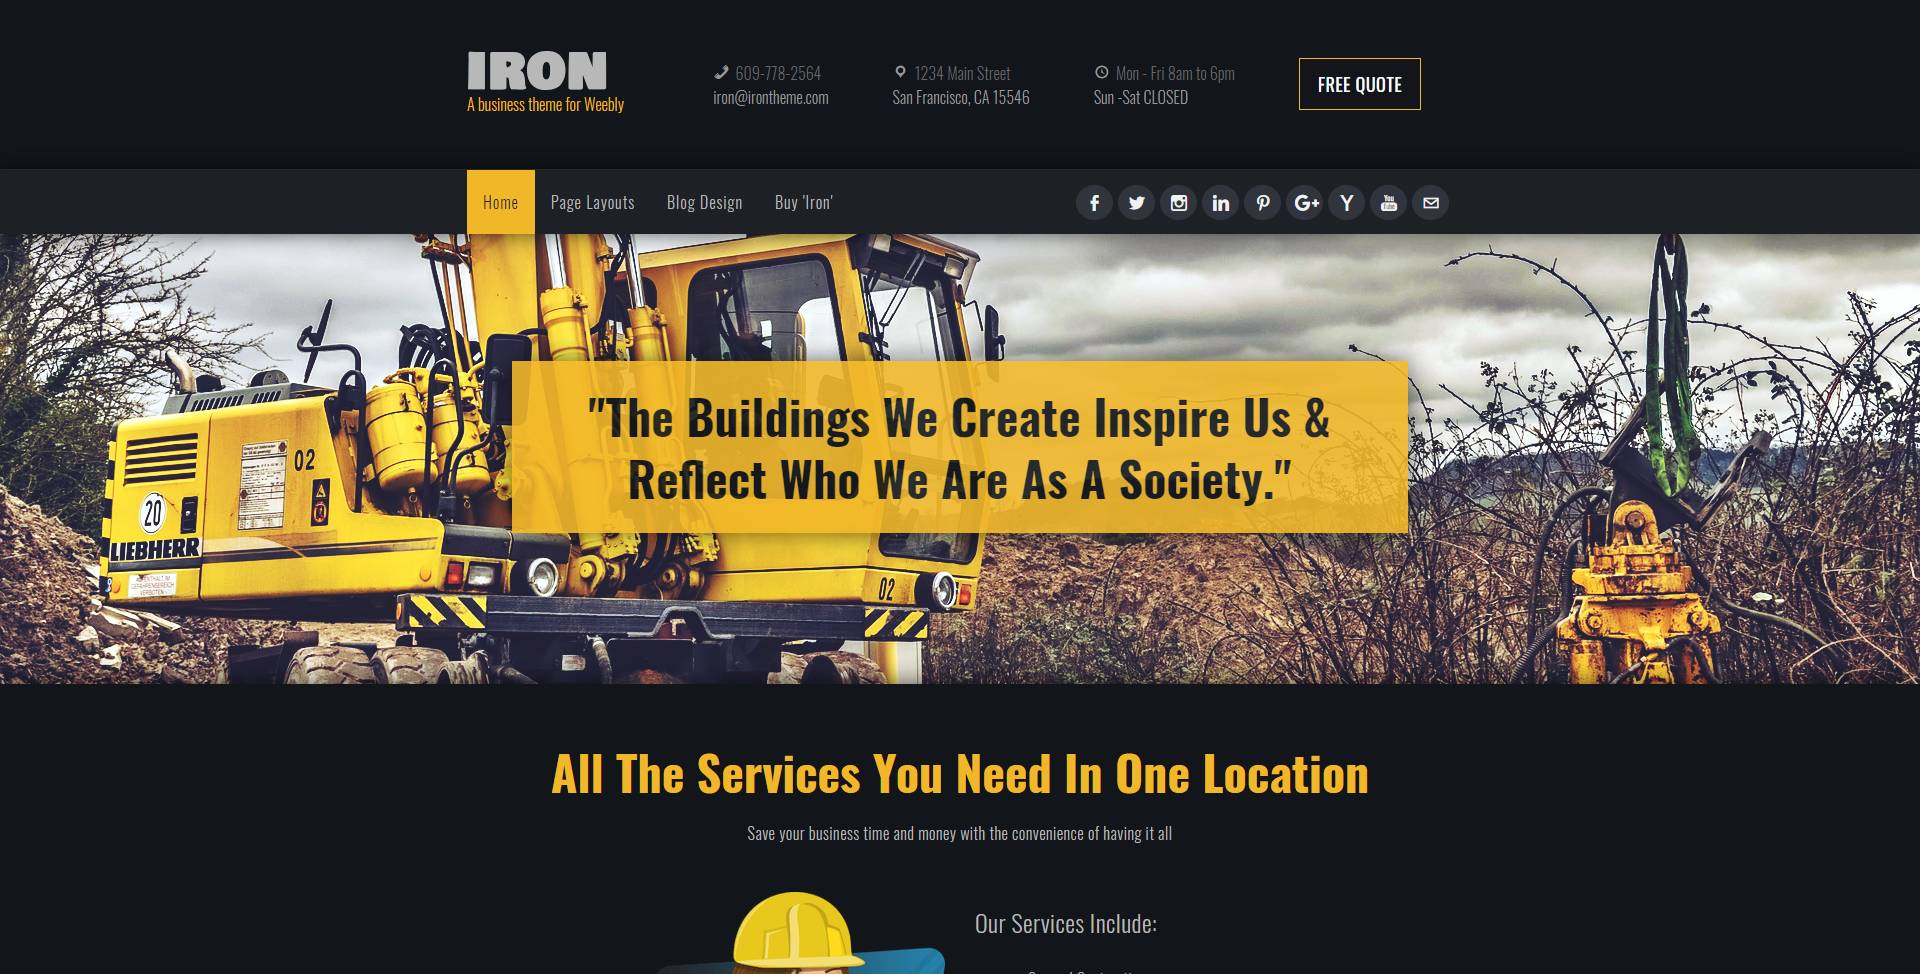 IRON
A business theme for Weebly
609-778-2564
iron@irontheme.com
1234 Main Street
San Francisco, CA 15546
Mon - Fri 8am to 6pm
Sun -Sat CLOSED
FREE QUOTE
Home
Page Layouts
Blog Design
Buy 'Iron'
"The Buildings We Create Inspire Us &
Reflect Who We Are As A Society."
02
20
LIEBHERR
02
All The Services You Need In One Location
Save your business time and money with the convenience of having it all
Our Services Include: